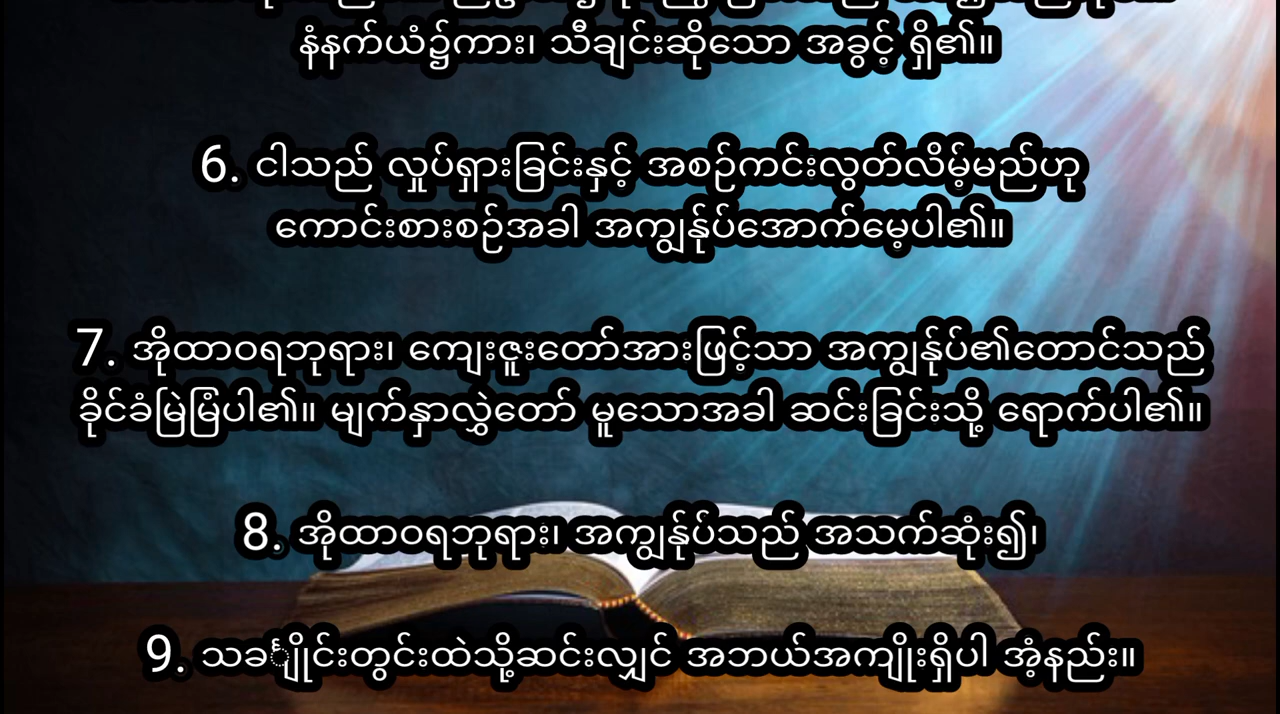 နံနက်ယံ၌ကား၊ သီချင်းဆိုသော အခွင့် ရှိ၏။
6. ငါသည် လှုပ်ရှားခြင်းနှင့် အစဉ်ကင်းလွတ်လိမ့်မည်ဟု
ကောင်းစားစဉ်အခါ အကျွန်ုပ်အောက်မေ့ပါ၏။
7. အိုထာဝရဘုရား၊ ကျေးဇူးတော်အားဖြင့်သာ အကျွန်ုပ်၏တောင်သည်
ခိုင်ခံမြဲမြံပါ၏။ မျက်နှာလွှဲတော် မူသောအခါ ဆင်းခြင်းသို့ ရောက်ပါ၏။
8. အိုထာဝရဘုရား၊ အကျွန်ုပ်သည် အသက်ဆုံး၍၊
9. တွင်းထဲသို့ဆင်းလျှင် အဘယ်အကျိုးရှိပါ အံ့နည်း။